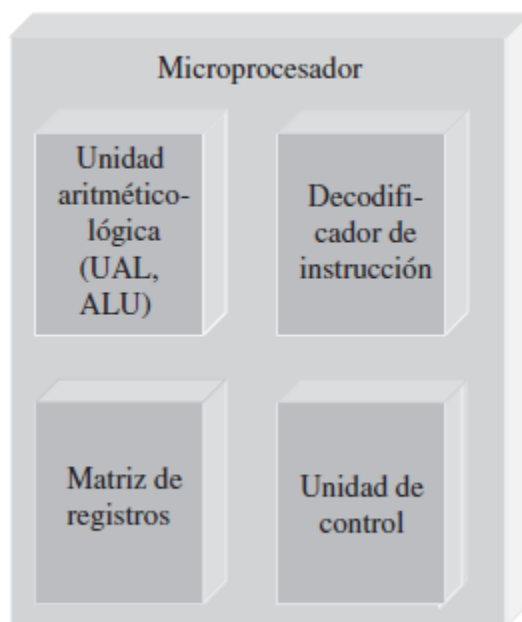 Microprocesador
Unidad
aritmético-
lógica
(UAL,
ALU)
Decodifi-
cador de
instrucción
Matriz de
registros
Unidad de
control